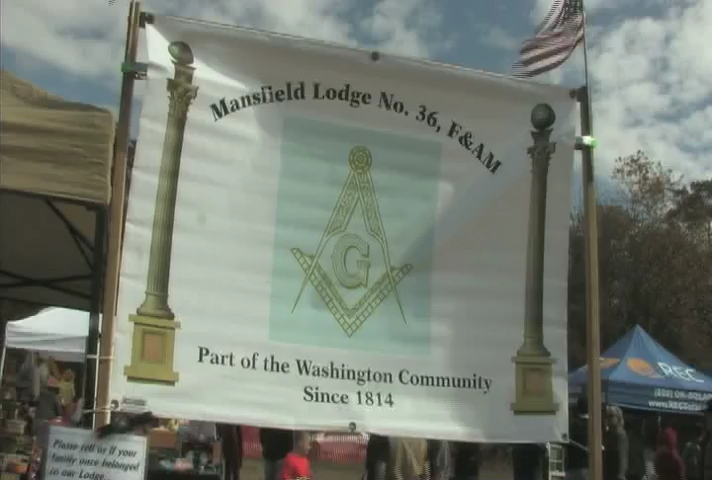 Mansfield Lodge No. 36, F&AM
G
Part of the Washington Community
Since 1814
REC
Please tell us if your
family once belonged
to our Lodge